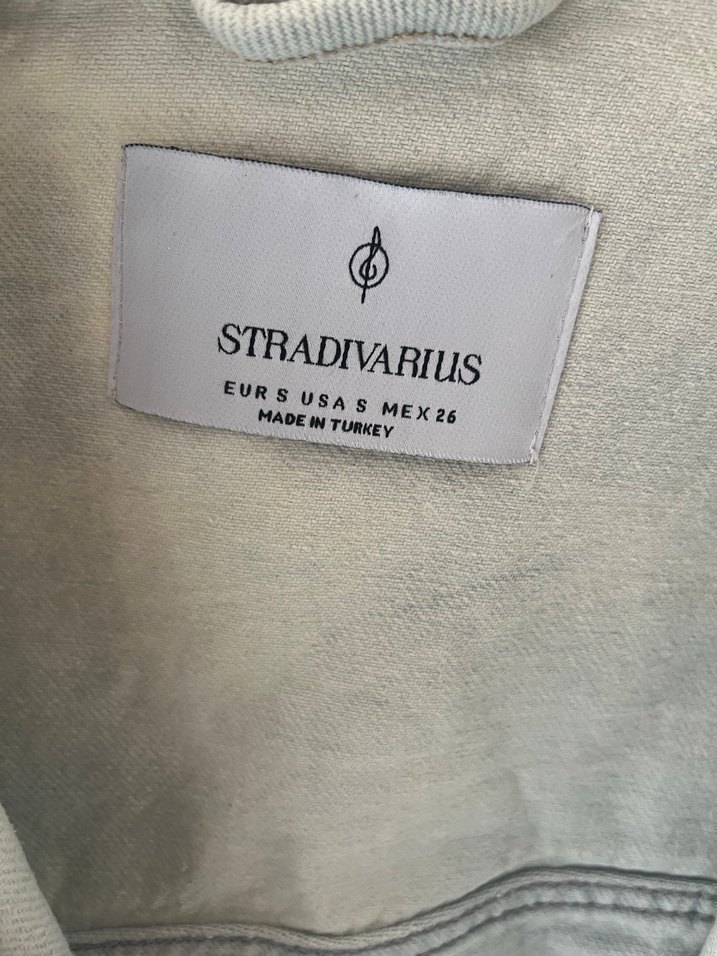 STRADIVARIUS
EUR S USA S MEX 26
MADE IN TURKEY